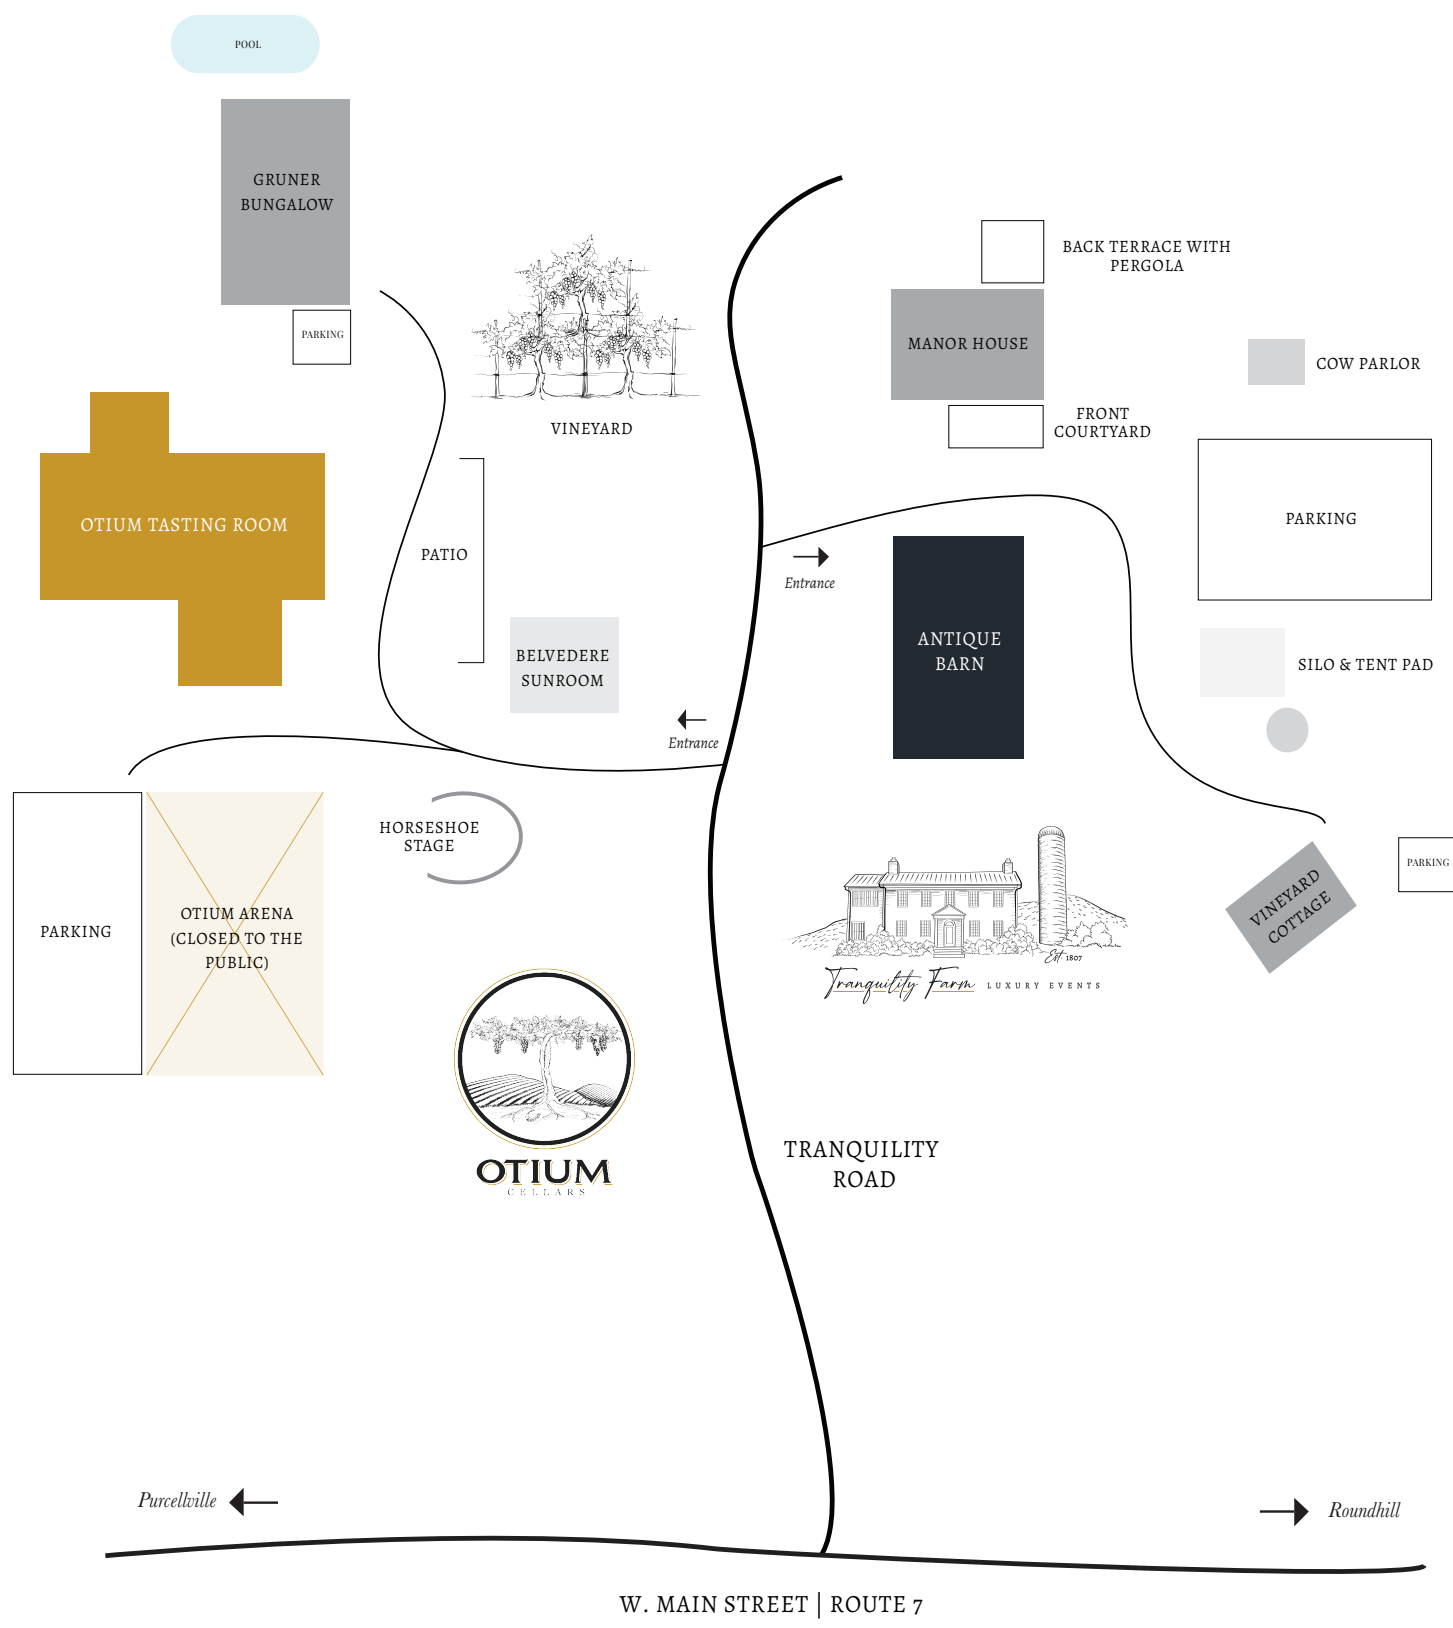 POOL
GRUNER
BUNGALOW
PARKING
BACK TERRACE WITH
PERGOLA
MANOR HOUSE
COW PARLOR
FRONT
COURTYARD
VINEYARD
OTIUM TASTING ROOM
PATIO
PARKING
Entrance
ANTIQUE
BARN
BELVEDERE
SUNROOM
SILO & TENT PAD
Entrance
HORSESHOE
STAGE
PARKING
OTIUM ARENA
(CLOSED TO THE
PUBLIC)
VINEYARD
COTTAGE
PARKING
Est. 1807
Tranquility Farm LUXURY EVENTS
OTIUM
CELLARS
TRANQUILITY
ROAD
Purcellville
Roundhill
W. MAIN STREET | ROUTE 7